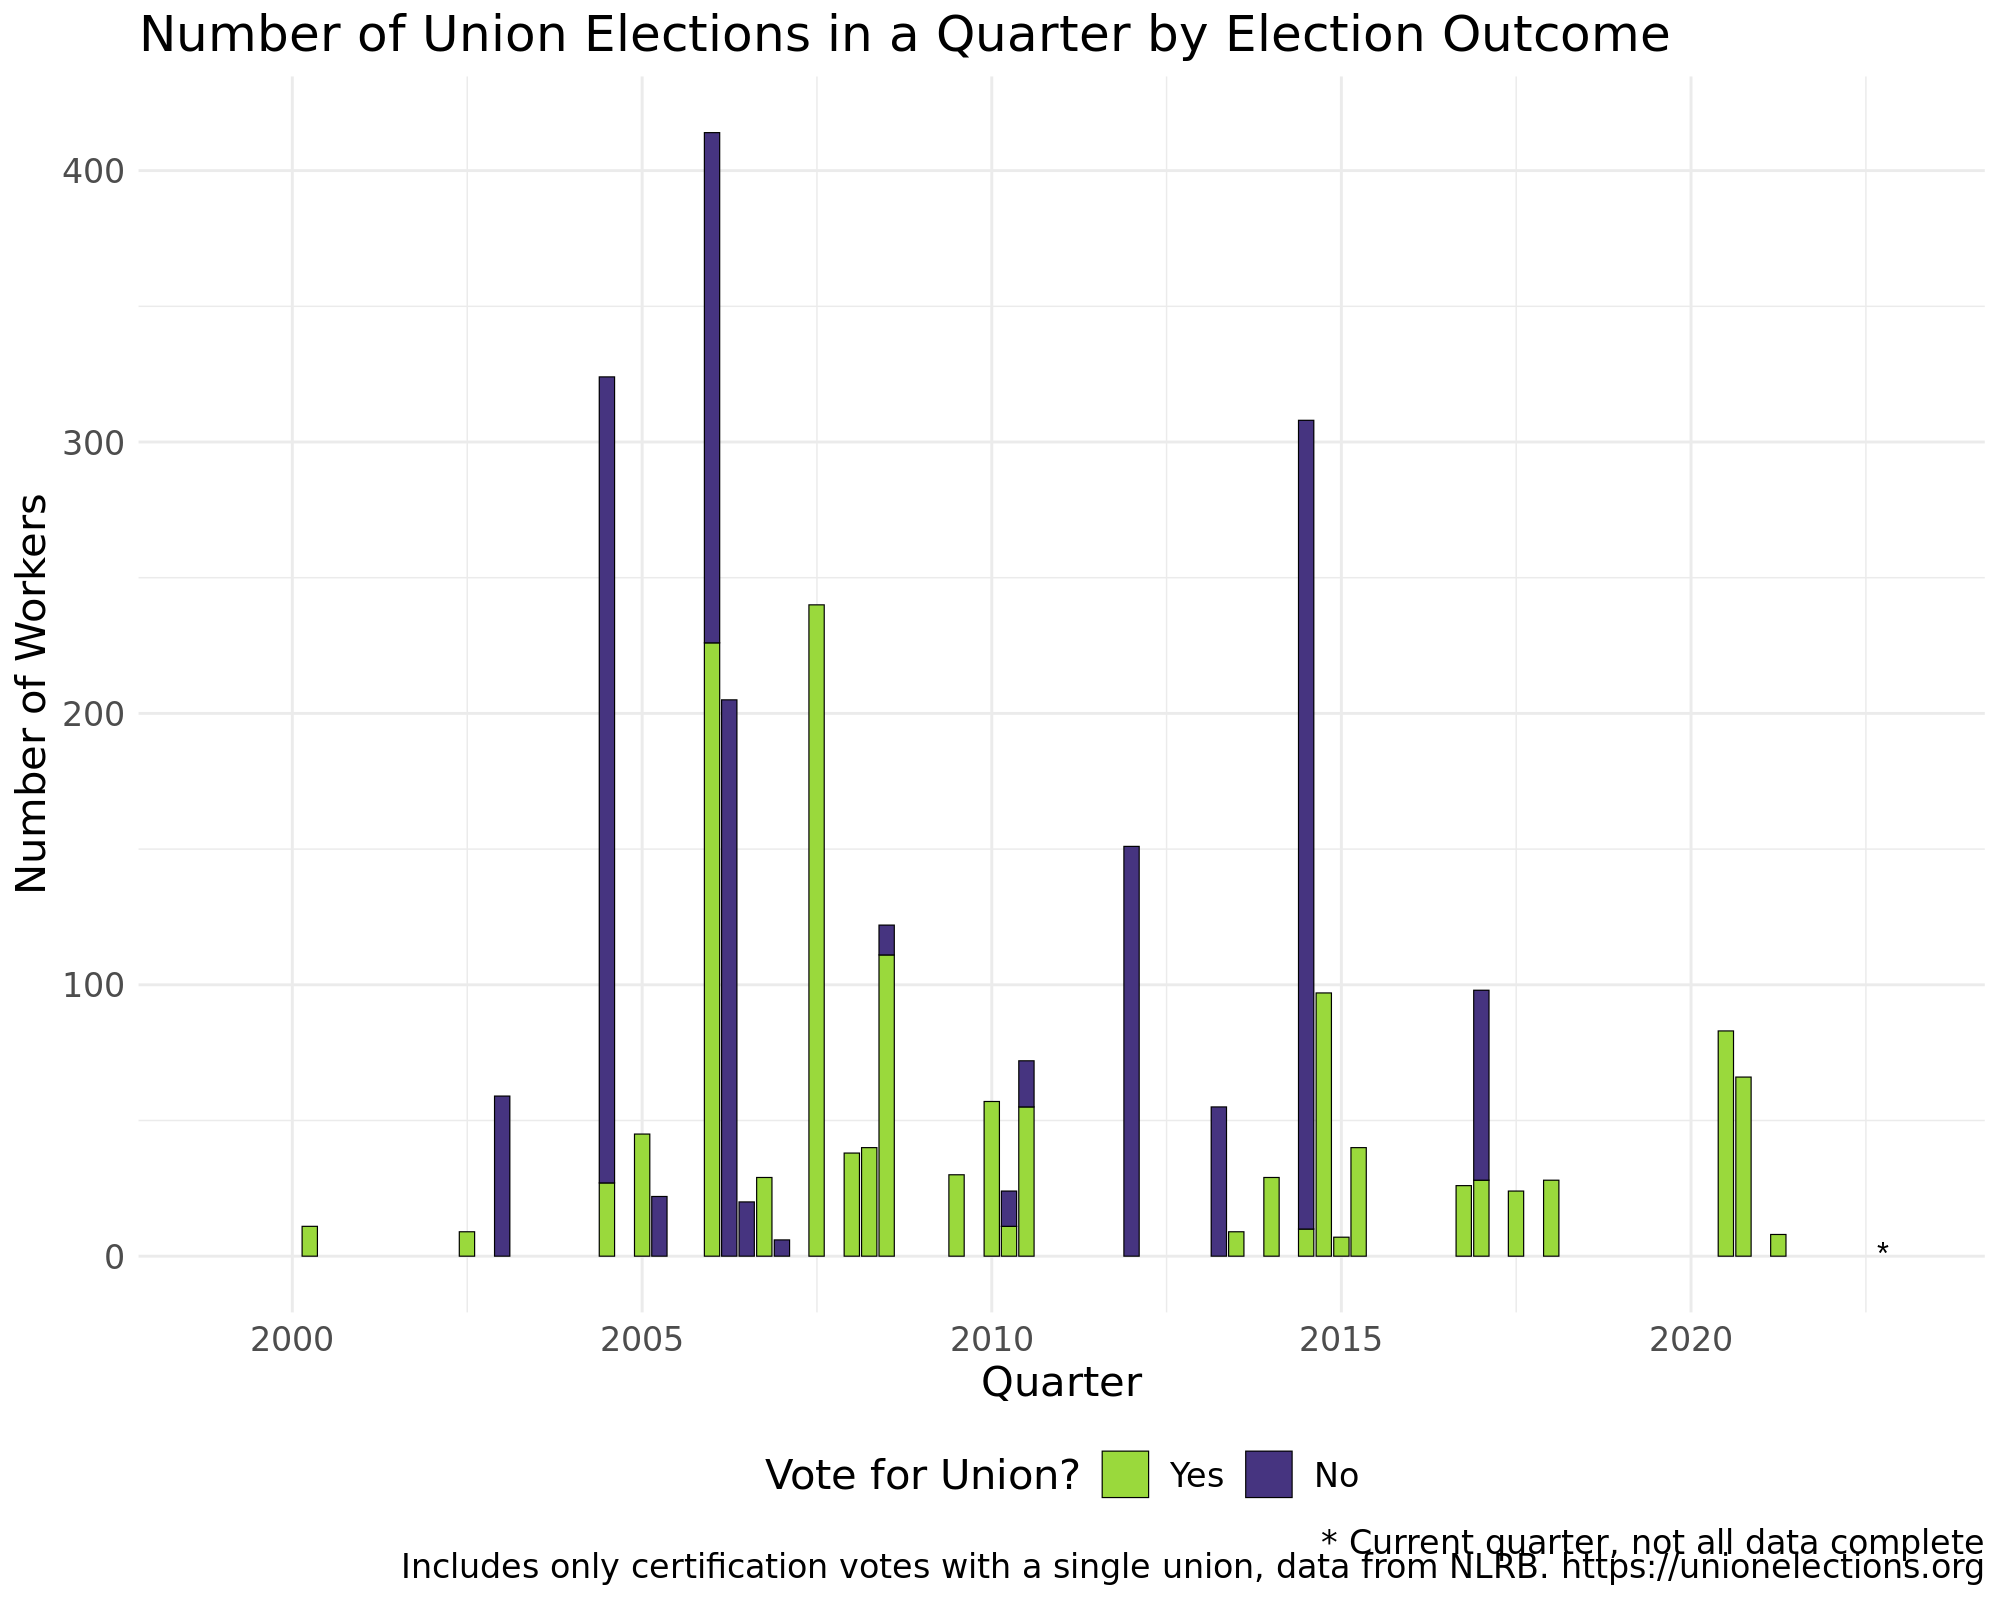 Number of Union Elections in a Quarter by Election Outcome
Number of Workers
400
300
200
100
0
*
2000 2005 2010 2015 2020
Quarter
Vote for Union? Yes No
* Current quarter, not all data complete
Includes only certification votes with a single union, data from NLRB. https://unionelections.org